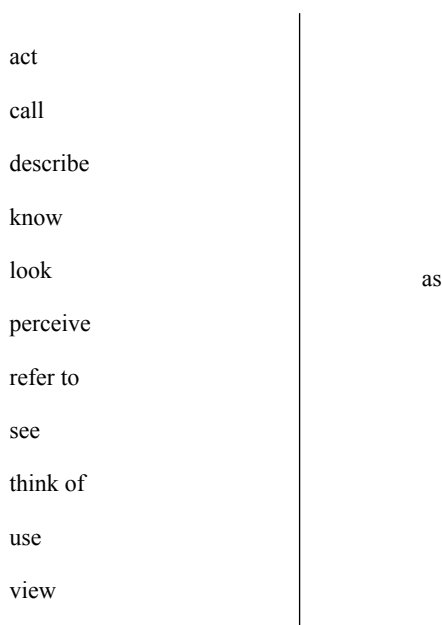 act
call
describe
know
look
as
perceive
refer to
see
think of
use
view